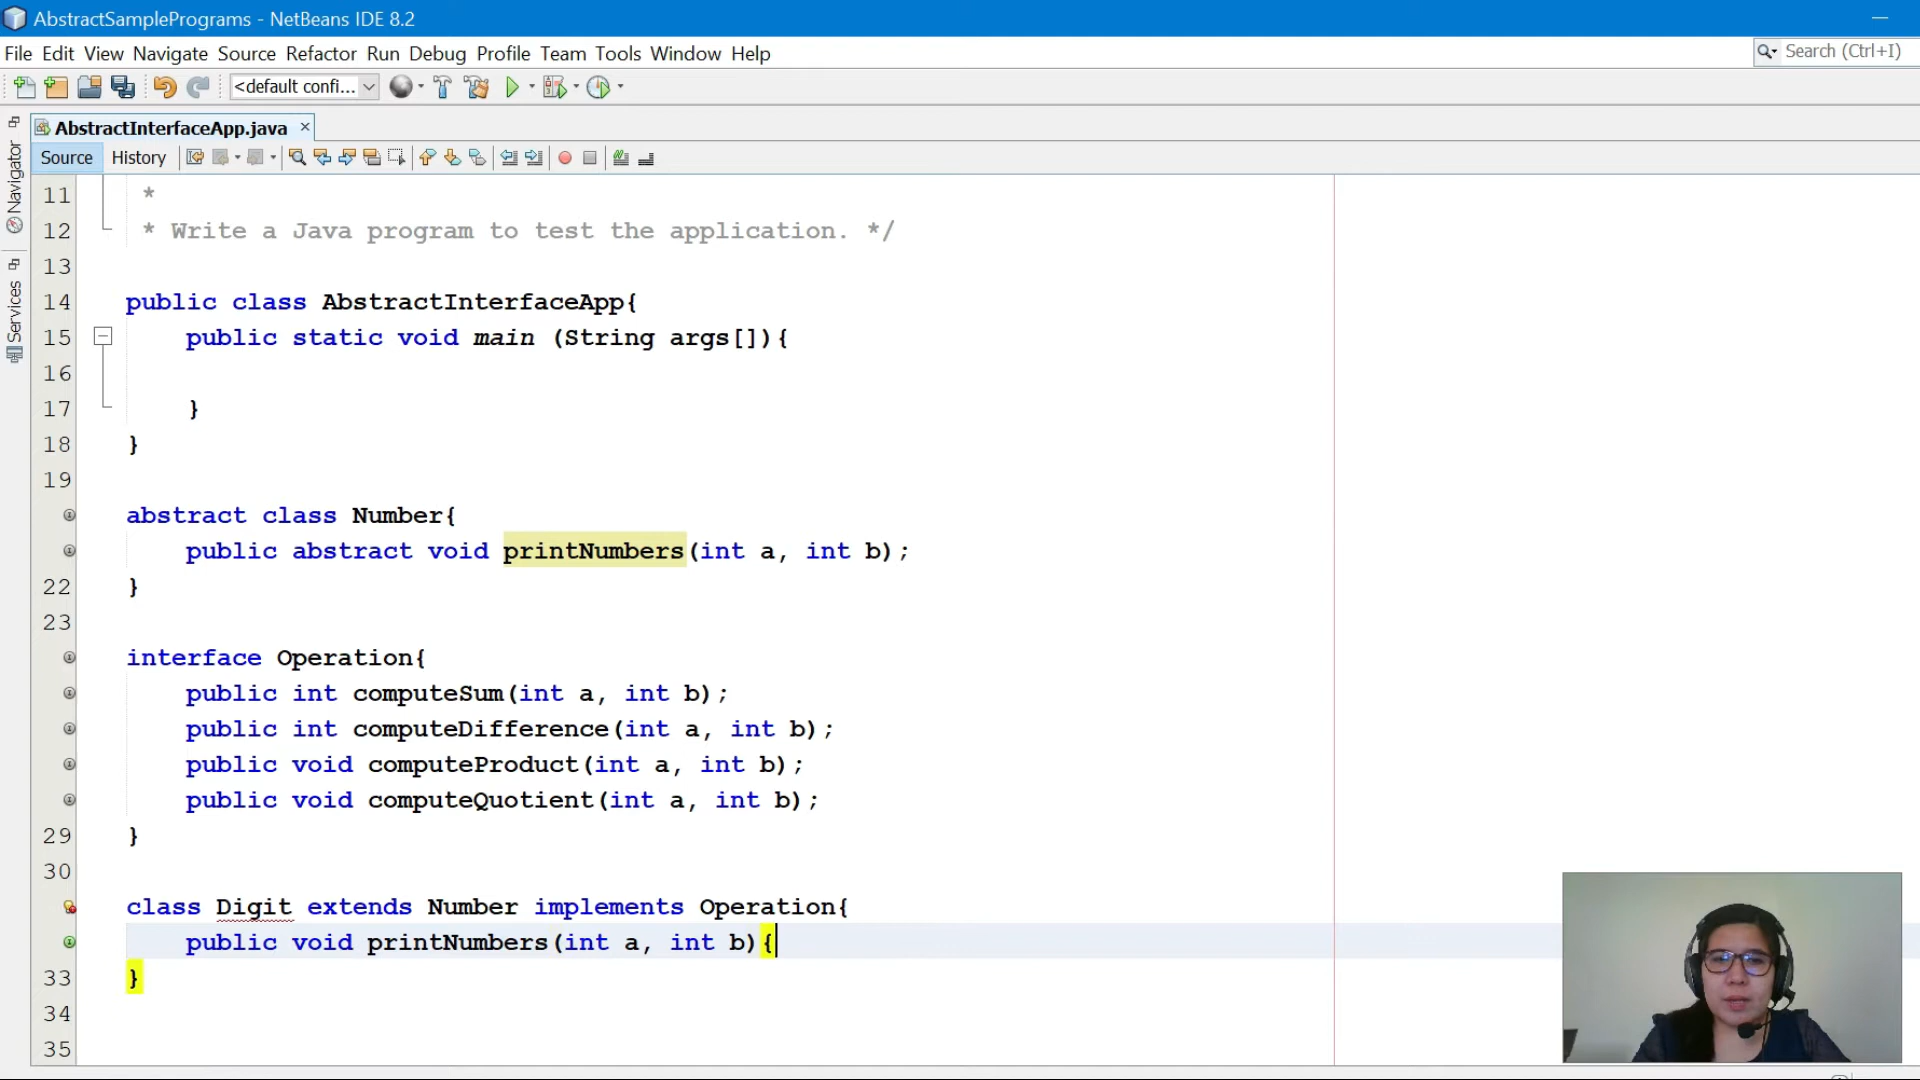 AbstractSamplePrograms - NetBeans IDE 8.2
File Edit View Navigate Source Refactor Run Debug Profile Team Tools Window Help
Search (Ctrl+I)
<default confi...
AbstractInterfaceApp.java
Source History
Navigator
Services
11 *
12 * Write a Java program to test the application. */
13
14 public class AbstractInterfaceApp{
15 public static void main (String args[]){
16
17 }
18 }
19
abstract class Number{
public abstract void printNumbers(int a, int b);
22 }
23
interface Operation{
public int computeSum(int a, int b);
public int computeDifference(int a, int b);
public void computeProduct(int a, int b);
public void computeQuotient(int a, int b);
29 }
30
class Digit extends Number implements Operation{
public void printNumbers(int a, int b){
33 }
34
35